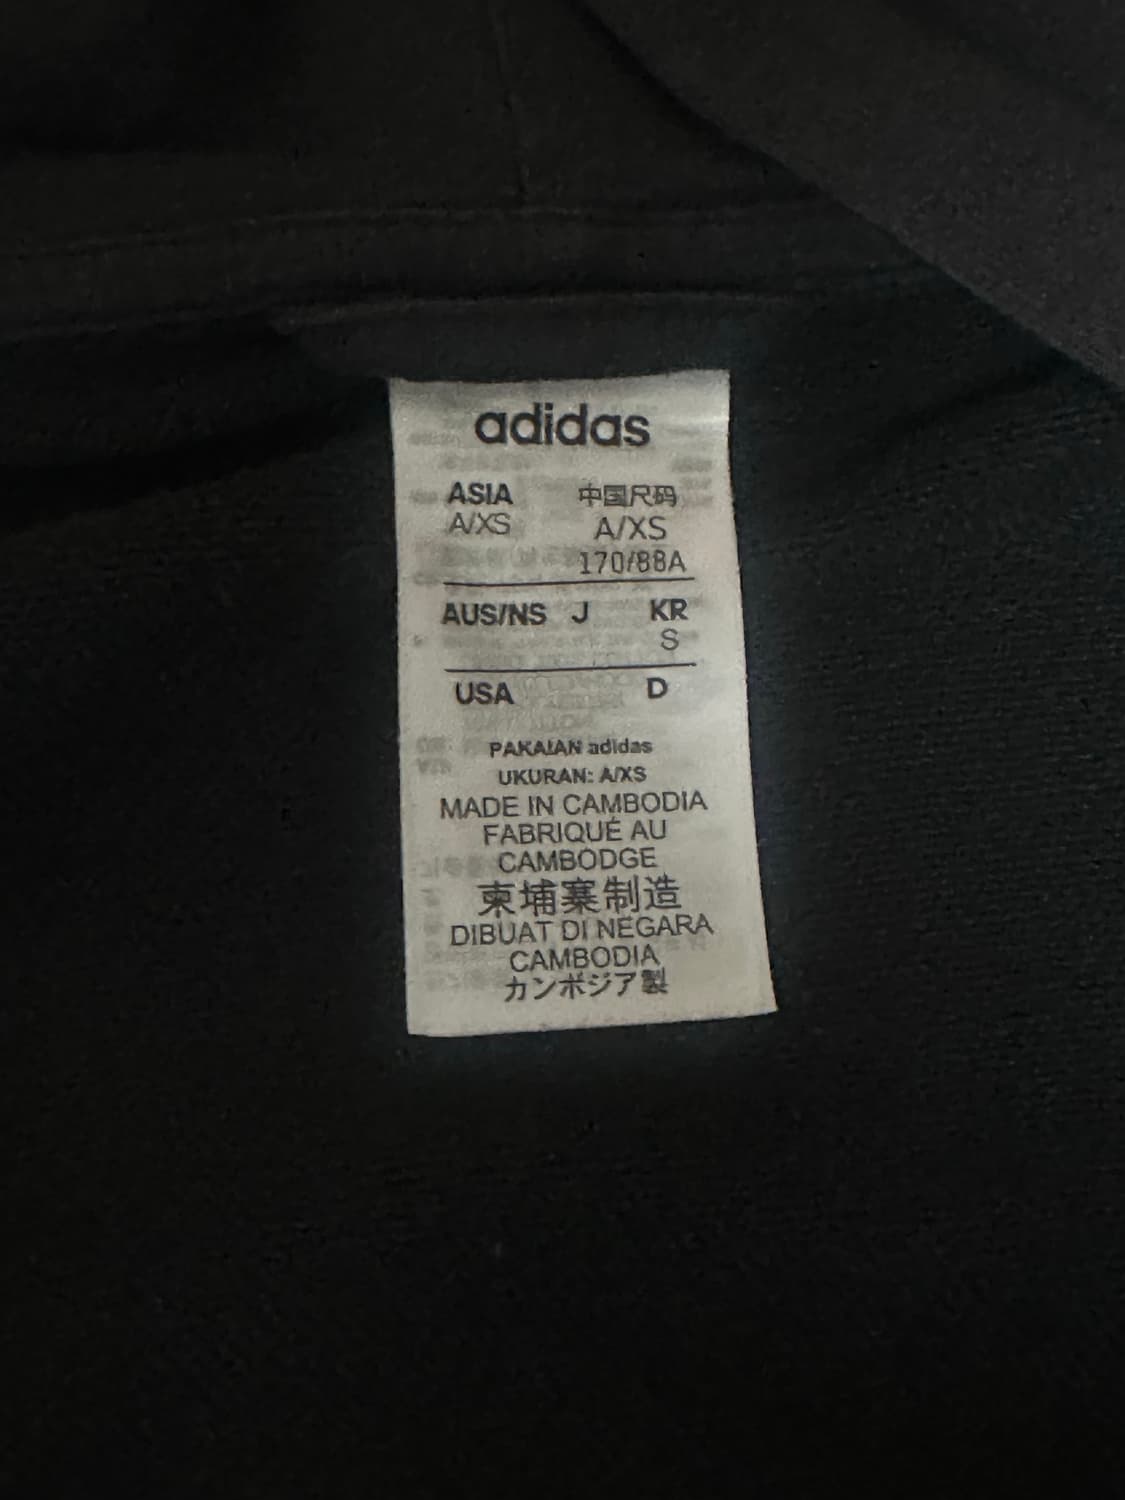 adidas
ASIA 中国尺码
A/XS A/XS
170/88A
AUS/NS J KR
S
USA D
PAKAIAN adidas
UKURAN: A/XS
MADE IN CAMBODIA
FABRIQUÉ AU
CAMBODGE
柬埔寨制造
DIBUAT DI NEGARA
CAMBODIA
カンボジア製